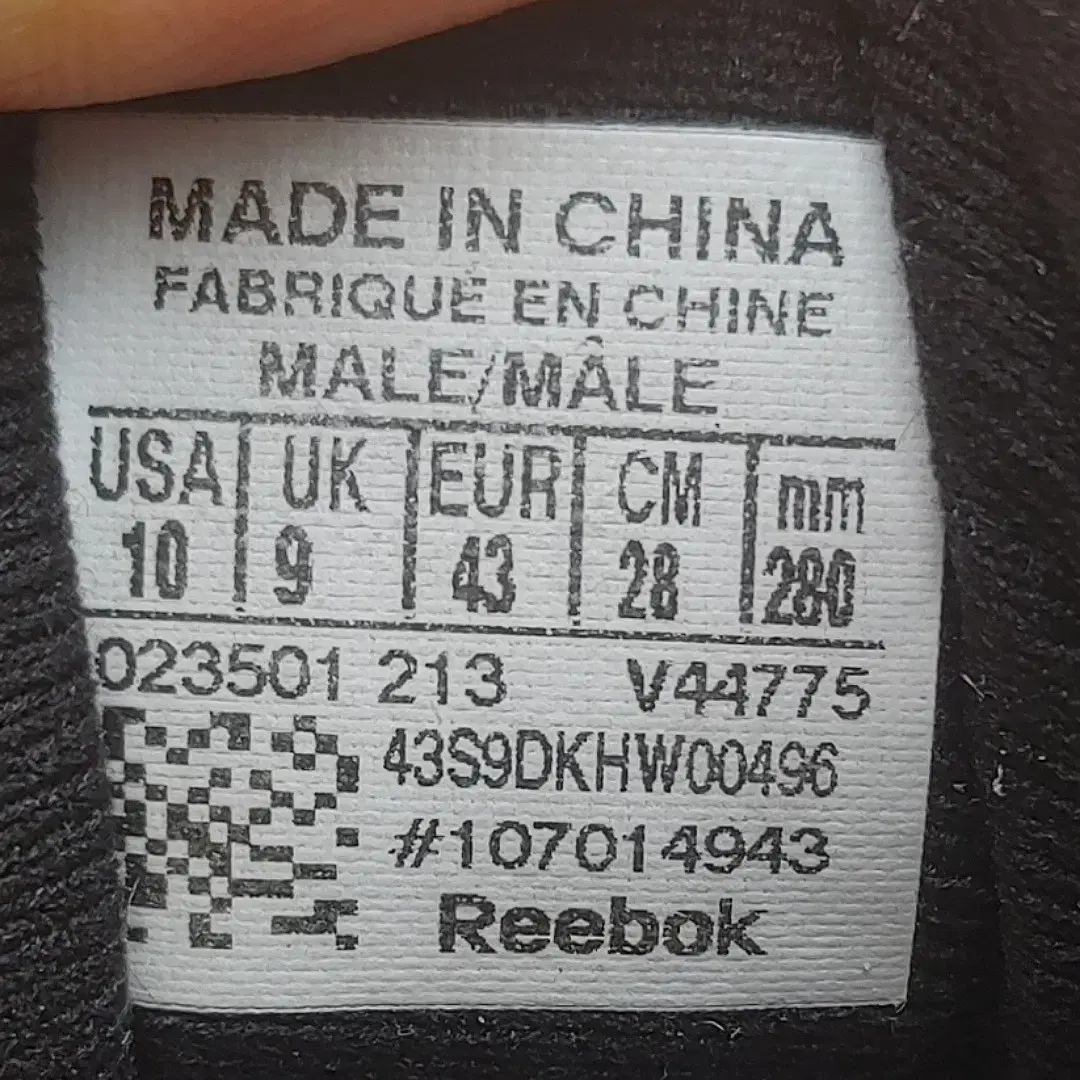 MADE IN CHINA
FABRIQUÉ EN CHINE
MALE/MÂLE
USA UK EUR CM mm
10 9 43 28 280
023501 213 V44775
43S9DKHW00496
#107014943
Reebok